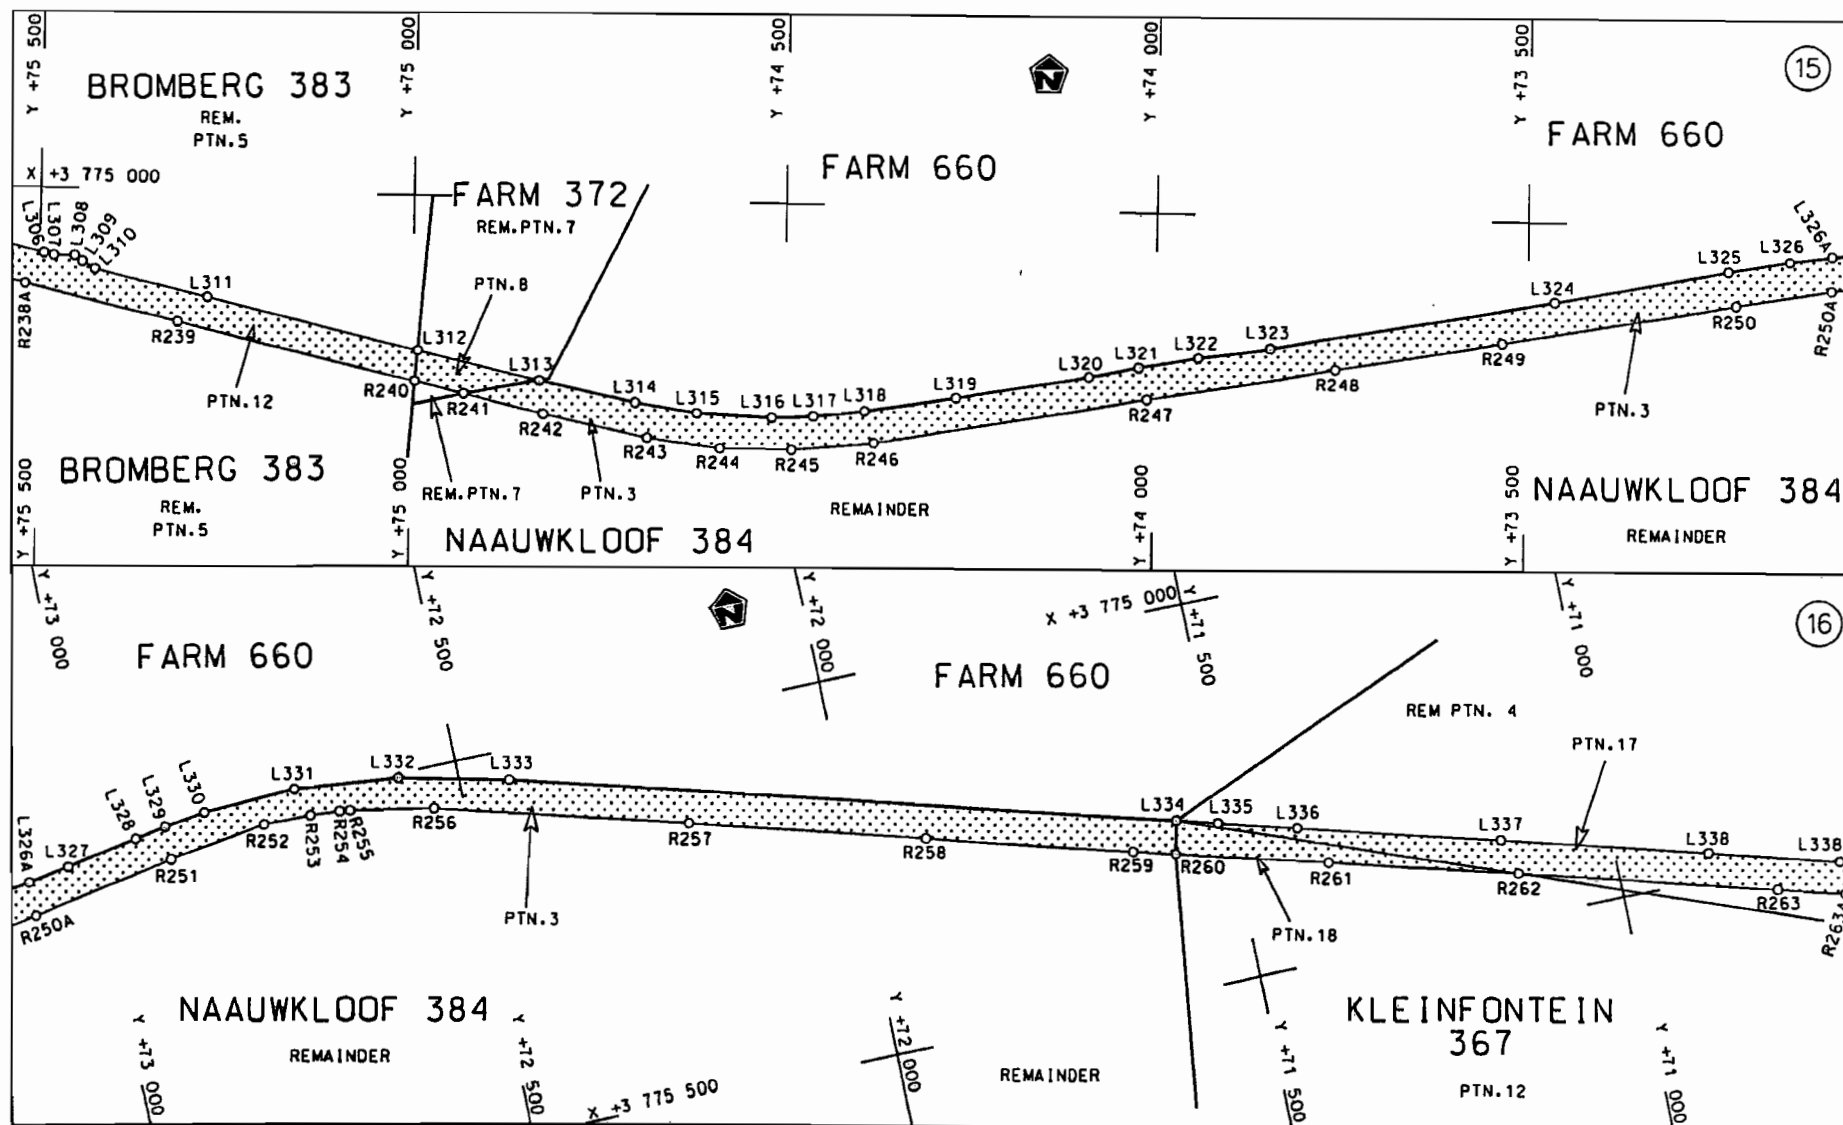 Y +75 500
Y +75 000
Y +74 500
Y +74 000
Y +73 500
15
BROMBERG 383
REM.
PTN.5
N
FARM 660
FARM 660
X +3 775 000
FARM 372
REM.PTN.7
L306
L307
L308
L309
L310
L311
L312
L313
L314
L315
L316
L317
L318
L319
L320
L321
L322
L323
L324
L325
L326
L326A
PTN.8
R238A
R239
R240
R241
R242
R243
R244
R245
R246
R247
R248
R249
R250
R250A
PTN.12
REM.PTN.7
PTN.3
PTN.3
BROMBERG 383
REM.
PTN.5
NAAUWKLOOF 384
REMAINDER
NAAUWKLOOF 384
REMAINDER
Y +75 500
Y +75 000
Y +74 000
Y +73 500
Y +73 000
Y +72 500
Y +72 000
X +3 775 000
Y +71 500
Y +71 000
16
N
FARM 660
FARM 660
REM PTN. 4
PTN.17
L326A
L327
L328
L329
L330
L331
L332
L333
L334
L335
L336
L337
L338
L338
R250A
R251
R252
R253
R254
R255
R256
R257
R258
R259
R260
R261
R262
R263
R263A
PTN.3
PTN.18
NAAUWKLOOF 384
REMAINDER
REMAINDER
KLEINFONTEIN
367
PTN.12
Y +73 000
Y +72 500
X +3 775 500
Y +72 000
Y +71 500
Y +71 000